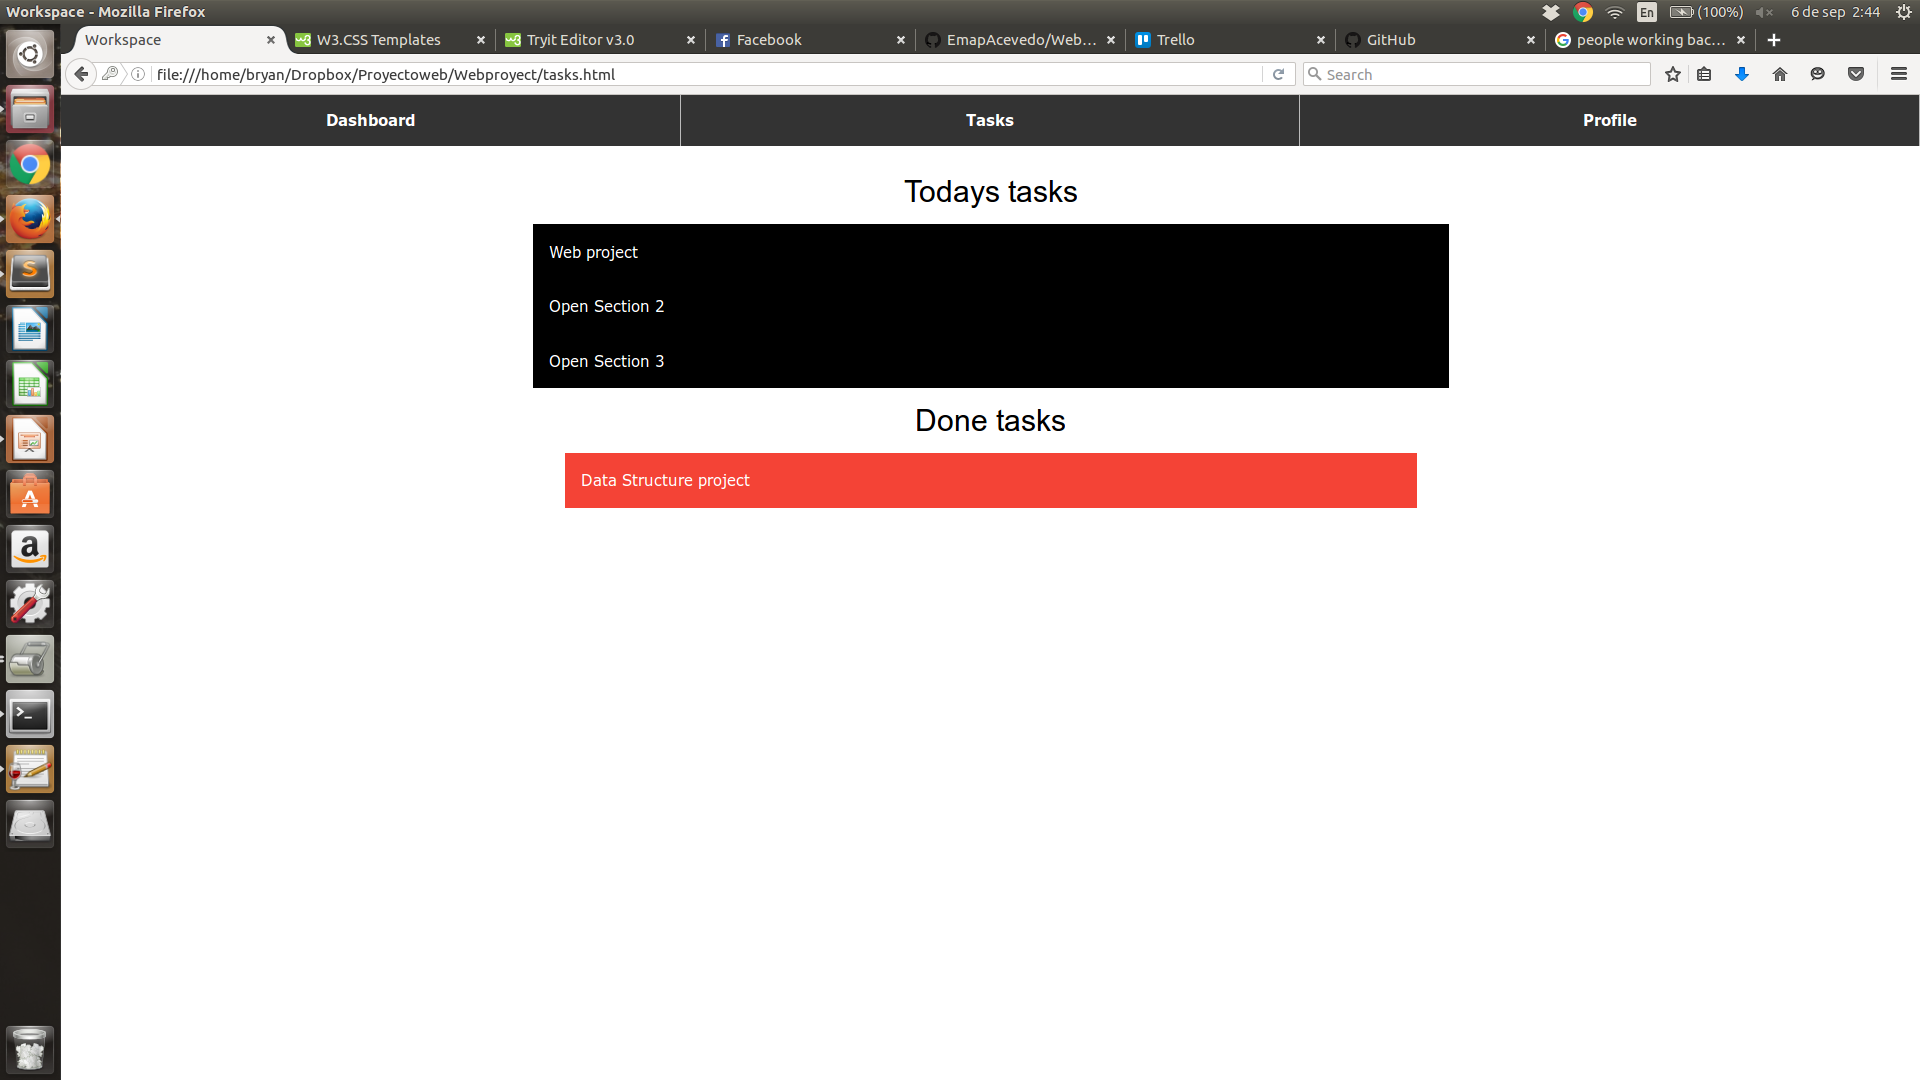 Workspace - Mozilla Firefox
En (100%) 6 de sep 2:44
Workspace W3.CSS Templates Tryit Editor v3.0 Facebook EmapAcevedo/Web... Trello GitHub people working bac...
file:///home/bryan/Dropbox/Proyectoweb/Webproyect/tasks.html Search
Dashboard Tasks Profile
Todays tasks
Web project
Open Section 2
Open Section 3
Done tasks
Data Structure project